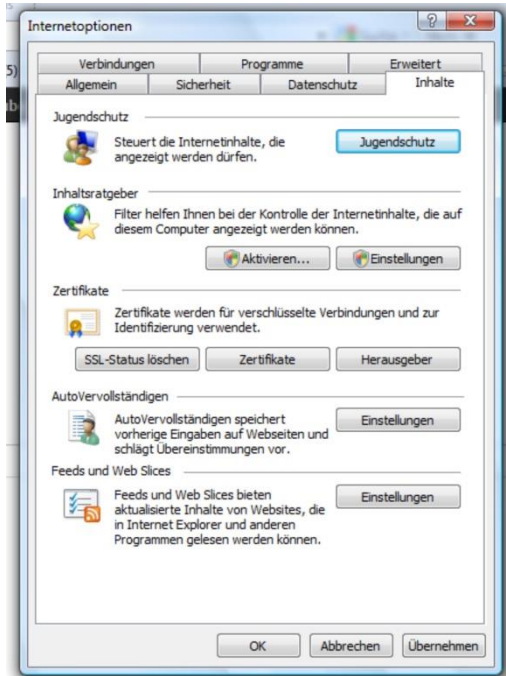 Internetoptionen
Verbindungen Programme Erweitert
Allgemein Sicherheit Datenschutz Inhalte
Jugendschutz
Steuert die Internetinhalte, die
angezeigt werden dürfen.
Jugendschutz
Inhaltsratgeber
Filter helfen Ihnen bei der Kontrolle der Internetinhalte, die auf
diesem Computer angezeigt werden können.
Aktivieren... Einstellungen
Zertifikate
Zertifikate werden für verschlüsselte Verbindungen und zur
Identifizierung verwendet.
SSL-Status löschen Zertifikate Herausgeber
AutoVervollständigen
AutoVervollständigen speichert
vorherige Eingaben auf Webseiten und
schlägt Übereinstimmungen vor.
Einstellungen
Feeds und Web Slices
Feeds und Web Slices bieten
aktualisierte Inhalte von Websites, die
in Internet Explorer und anderen
Programmen gelesen werden können.
Einstellungen
OK Abbrechen Übernehmen